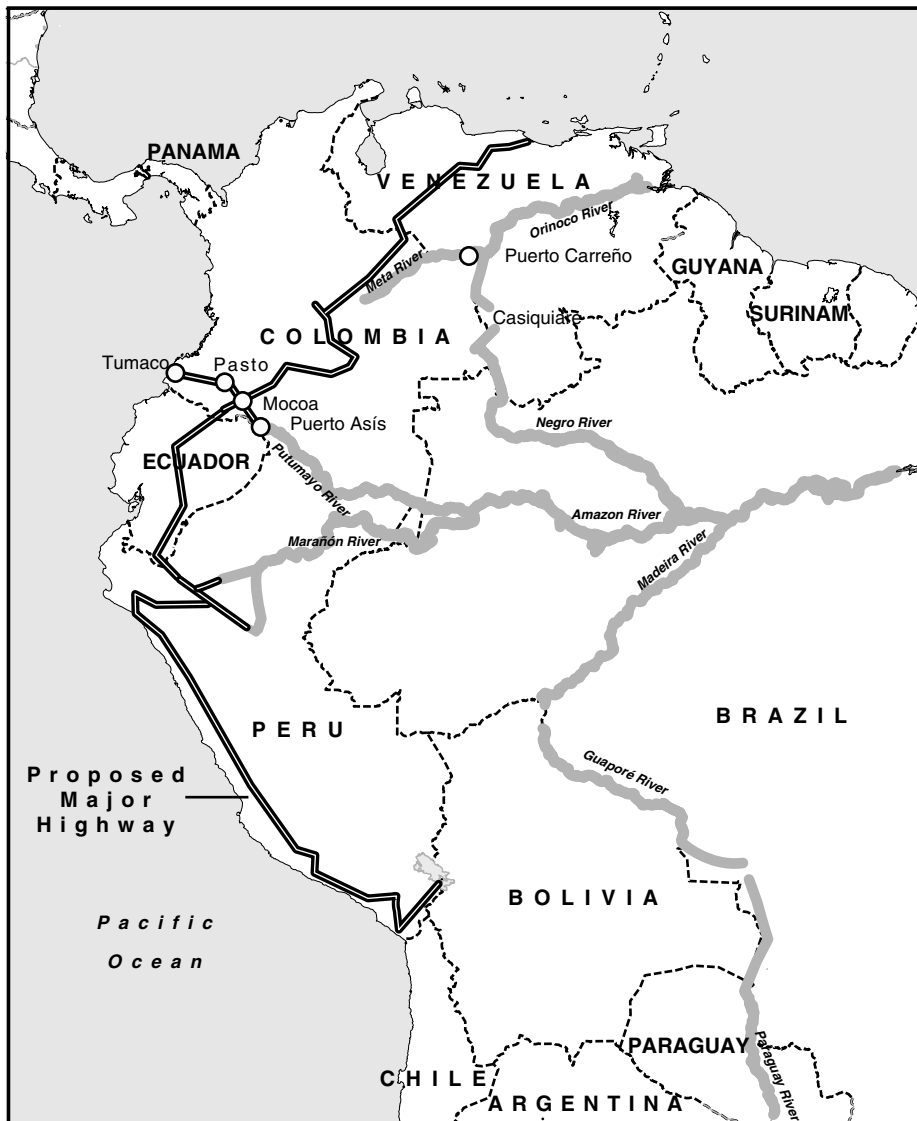 PANAMA
VENEZUELA
Orinoco River
Meta River
Puerto Carreño
GUYANA
Casiquiare
SURINAM
COLOMBIA
Tumaco
Pasto
Mocoa
Puerto Asís
Negro River
ECUADOR
Putumayo River
Amazon River
Marañón River
Madeira River
PERU
BRAZIL
Guaporé River
Proposed
Major
Highway
BOLIVIA
Pacific
Ocean
PARAGUAY
Paraguay River
CHILE
ARGENTINA